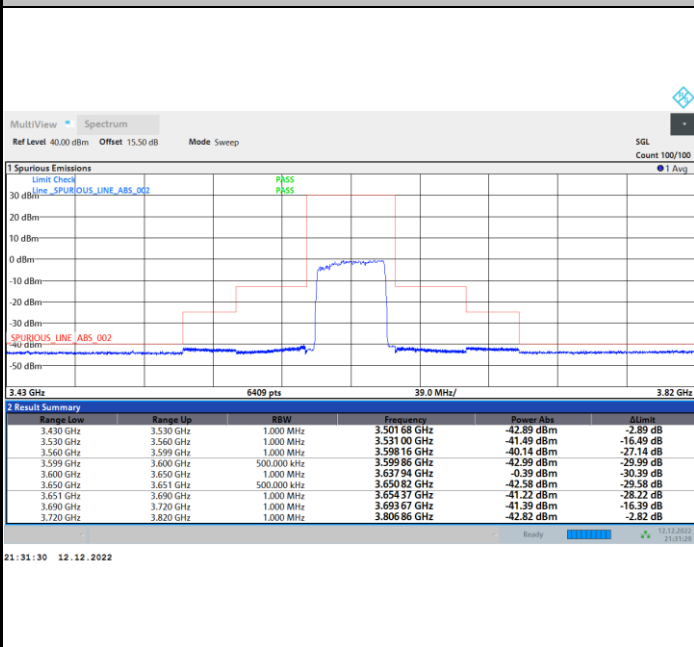 MultiView Spectrum
Ref Level 40.00 dBm Offset 15.50 dB Mode Sweep SGL
Count 100/100
1 Spurious Emissions 1 Avg
Limit Check PASS
Line _SPURIOUS_LINE_ABS_002 PASS
30 dBm
20 dBm
10 dBm
0 dBm
-10 dBm
-20 dBm
-30 dBm
SPURIOUS_LINE_ABS_002
-40 dBm
-50 dBm
3.43 GHz 6409 pts 39.0 MHz/ 3.82 GHz
2 Result Summary
Range Low Range Up RBW Frequency Power Abs ΔLimit
3.430 GHz 3.530 GHz 1.000 MHz 3.501 68 GHz -42.89 dBm -2.89 dB
3.530 GHz 3.560 GHz 1.000 MHz 3.531 00 GHz -41.49 dBm -16.49 dB
3.560 GHz 3.599 GHz 1.000 MHz 3.598 16 GHz -40.14 dBm -27.14 dB
3.599 GHz 3.600 GHz 500.000 kHz 3.599 86 GHz -42.99 dBm -29.99 dB
3.600 GHz 3.650 GHz 1.000 MHz 3.637 94 GHz -0.39 dBm -30.39 dB
3.650 GHz 3.651 GHz 500.000 kHz 3.650 82 GHz -42.58 dBm -29.58 dB
3.651 GHz 3.690 GHz 1.000 MHz 3.654 37 GHz -41.22 dBm -28.22 dB
3.690 GHz 3.720 GHz 1.000 MHz 3.693 67 GHz -41.39 dBm -16.39 dB
3.720 GHz 3.820 GHz 1.000 MHz 3.806 86 GHz -42.82 dBm -2.82 dB
Ready 12.12.2022
21:31:29
21:31:30 12.12.2022